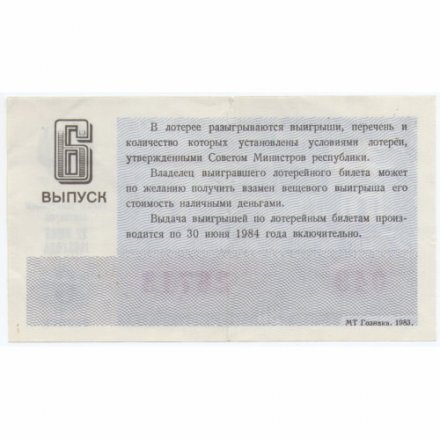 6
ВЫПУСК
В лотерее разыгрываются выигрыши, перечень и
количество которых установлены условиями лотереи,
утвержденными Советом Министров республики.
Владелец выигравшего лотерейного билета может
по желанию получить взамен вещевого выигрыша его
стоимость наличными деньгами.
Выдача выигрышей по лотерейным билетам произ-
водится по 30 июня 1984 года включительно.
МТ Гознака. 1983.